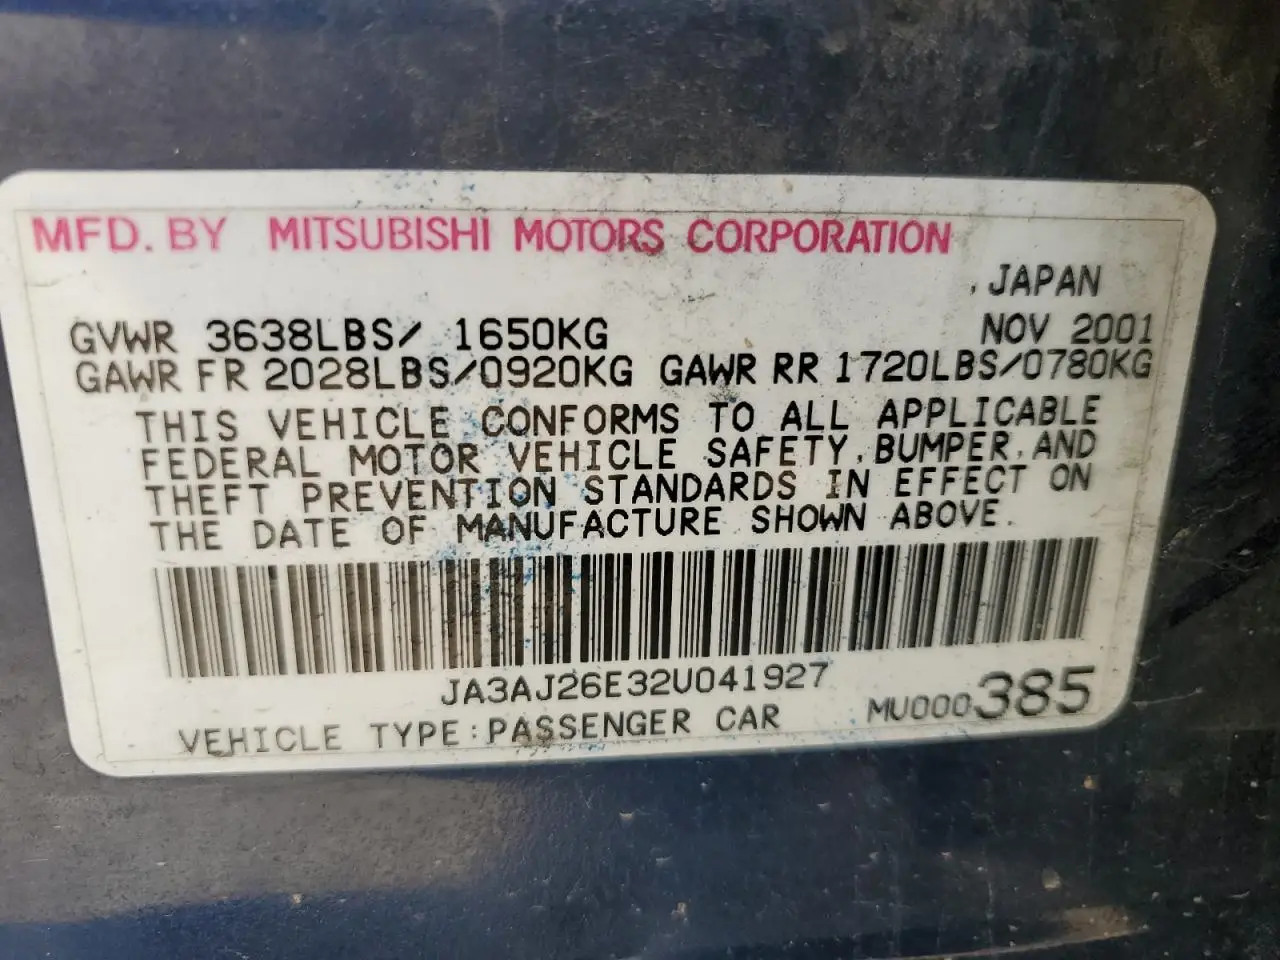 MFD. BY MITSUBISHI MOTORS CORPORATION
, JAPAN
GVWR 3638LBS/ 1650KG NOV 2001
GAWR FR 2028LBS/0920KG GAWR RR 1720LBS/0780KG
THIS VEHICLE CONFORMS TO ALL APPLICABLE
FEDERAL MOTOR VEHICLE SAFETY, BUMPER, AND
THEFT PREVENTION STANDARDS IN EFFECT ON
THE DATE OF MANUFACTURE SHOWN ABOVE.
JA3AJ26E32U041927
VEHICLE TYPE:PASSENGER CAR MU000385